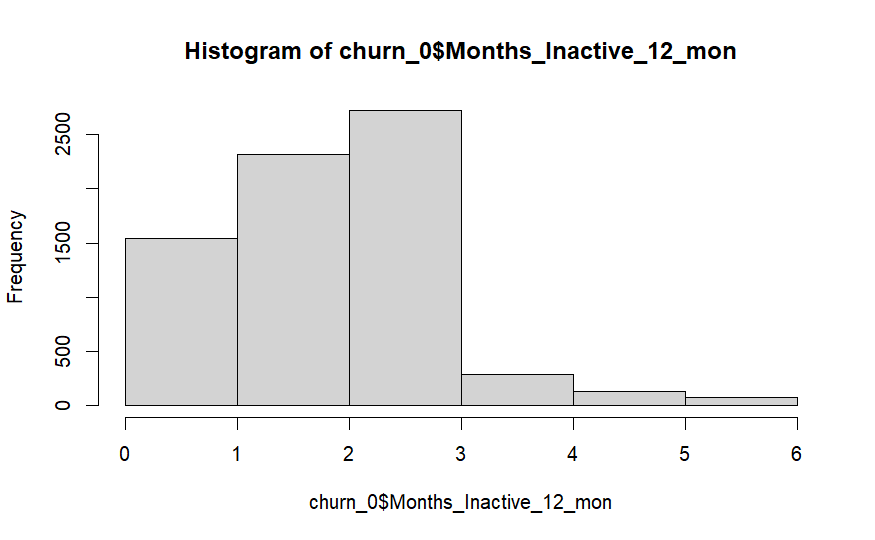 Histogram of churn_0$Months_Inactive_12_mon
Frequency
2500
1500
500
0
0 1 2 3 4 5 6
churn_0$Months_Inactive_12_mon